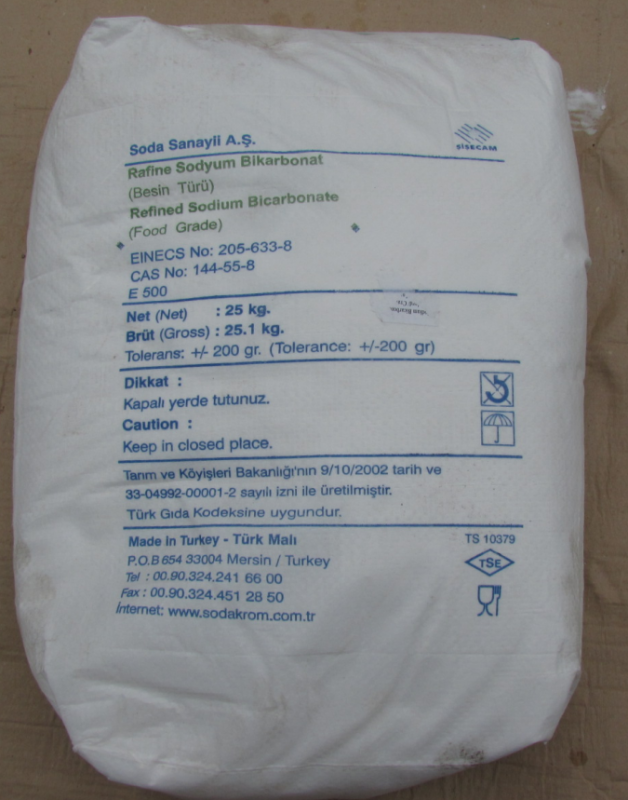 Soda Sanayii A.Ş.
ŞİŞECAM
Rafine Sodyum Bikarbonat
(Besin Türü)
Refined Sodium Bicarbonate
(Food Grade)
EINECS No: 205-633-8
CAS No: 144-55-8
E 500
Net (Net) : 25 kg.
Brüt (Gross) : 25.1 kg.
Tolerans: +/- 200 gr. (Tolerance: +/-200 gr)
Dikkat :
Kapalı yerde tutunuz.
Caution :
Keep in closed place.
Tarım ve Köyişleri Bakanlığı'nın 9/10/2002 tarih ve
33-04992-00001-2 sayılı izni ile üretilmiştir.
Türk Gıda Kodeksine uygundur.
Made in Turkey - Türk Malı
TS 10379
P.O.B 654 33004 Mersin / Turkey
TSE
Tel : 00.90.324.241 66 00
Fax : 00.90.324.451 28 50
İnternet: www.sodakrom.com.tr